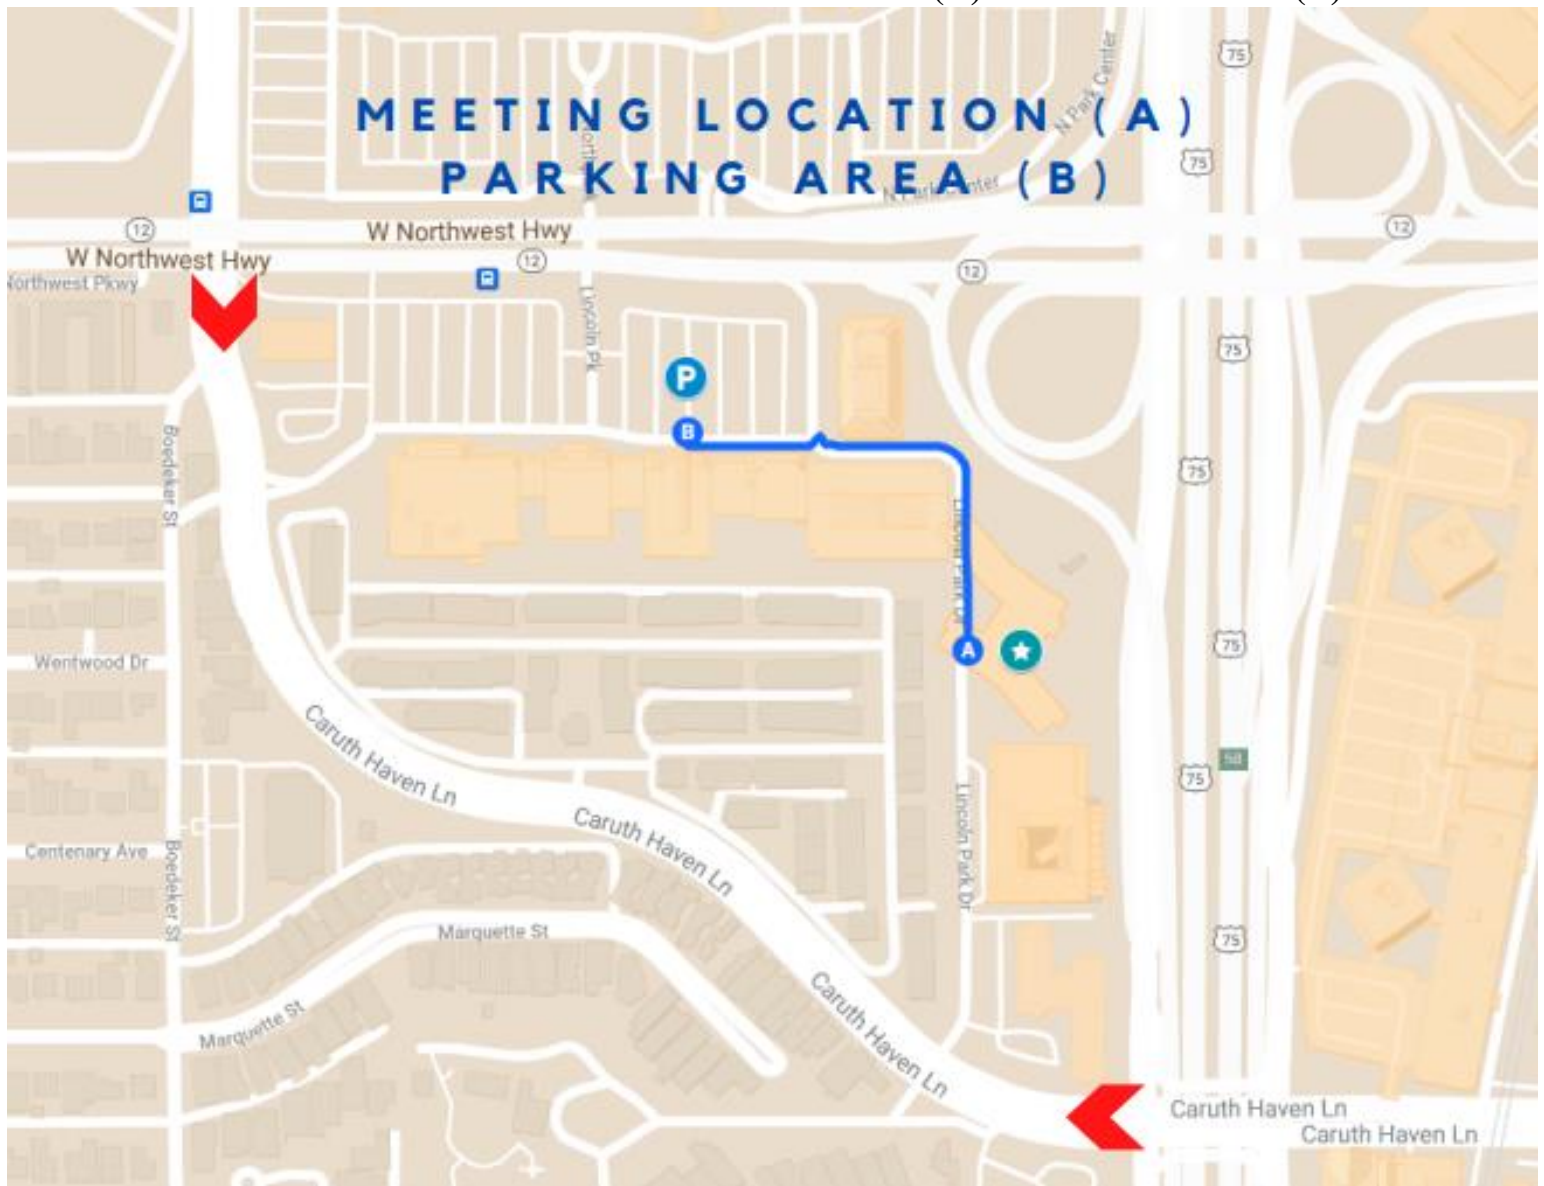 MEETING LOCATION (A)
PARKING AREA (B)
N Park Center
N Park Center
75
75
12
W Northwest Hwy
12
W Northwest Hwy
12
12
Northwest Pkwy
Lincoln Pk
75
P
B
Boedeker St
75
Lincoln Park Dr
A
75
Wentwood Dr
Caruth Haven Ln
75
Lincoln Park Dr
Caruth Haven Ln
Centenary Ave
Boedeker St
Marquette St
75
Caruth Haven Ln
Marquette St
Caruth Haven Ln
Caruth Haven Ln